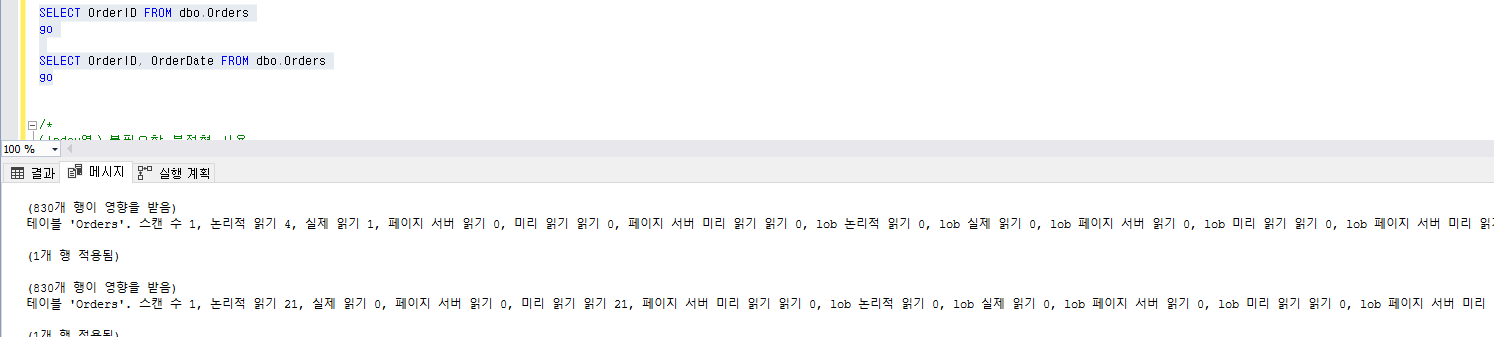 SELECT OrderID FROM dbo.Orders
go
SELECT OrderID, OrderDate FROM dbo.Orders
go
/*
100 %
결과 메시지 실행 계획
(830개 행이 영향을 받음)
테이블 'Orders'. 스캔 수 1, 논리적 읽기 4, 실제 읽기 1, 페이지 서버 읽기 0, 미리 읽기 읽기 0, 페이지 서버 미리 읽기 읽기 0, lob 논리적 읽기 0, lob 실제 읽기 0, lob 페이지 서버 읽기 0, lob 미리 읽기 읽기 0, lob 페이지 서버 미리 읽
(1개 행 적용됨)
(830개 행이 영향을 받음)
테이블 'Orders'. 스캔 수 1, 논리적 읽기 21, 실제 읽기 0, 페이지 서버 읽기 0, 미리 읽기 읽기 21, 페이지 서버 미리 읽기 읽기 0, lob 논리적 읽기 0, lob 실제 읽기 0, lob 페이지 서버 읽기 0, lob 미리 읽기 읽기 0, lob 페이지 서버 미리
(1개 행 적용됨)